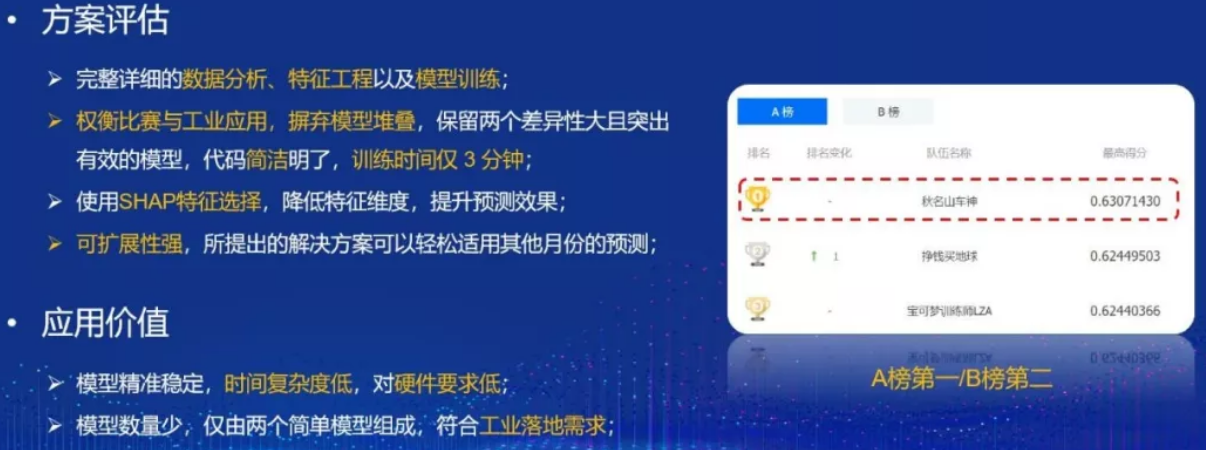 • 方案评估
➢ 完整详细的数据分析、特征工程以及模型训练；
➢ 权衡比赛与工业应用，摒弃模型堆叠，保留两个差异性大且突出
有效的模型，代码简洁明了，训练时间仅 3 分钟；
➢ 使用SHAP特征选择，降低特征维度，提升预测效果；
➢ 可扩展性强，所提出的解决方案可以轻松适用其他月份的预测；
• 应用价值
➢ 模型精准稳定，时间复杂度低，对硬件要求低；
➢ 模型数量少，仅由两个简单模型组成，符合工业落地需求；
A 榜 B 榜
排名 排名变化 队伍名称 最高得分
1 - 秋名山车神 0.63071430
2 ↑ 1 挣钱买地球 0.62449503
3 - 宝可梦训练师LZA 0.62440366
A榜第一/B榜第二